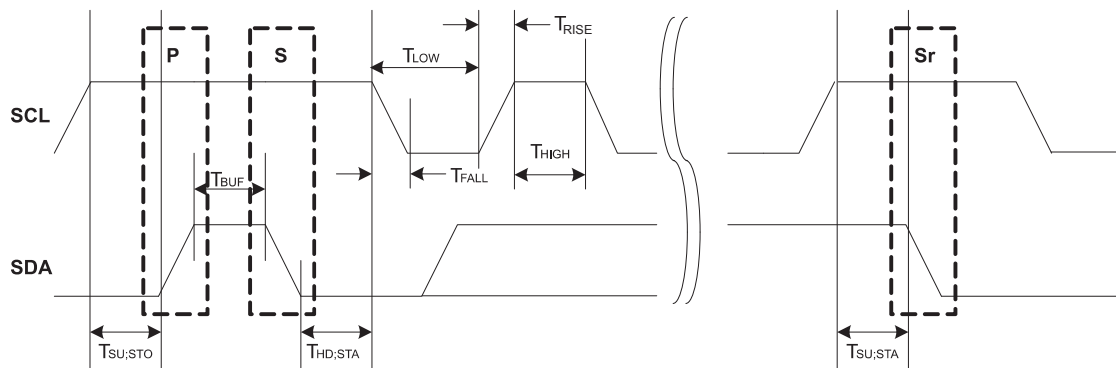 TRISE
P
S
TLOW
Sr
SCL
THIGH
TBUF
TFALL
SDA
TSU;STO
THD;STA
TSU;STA